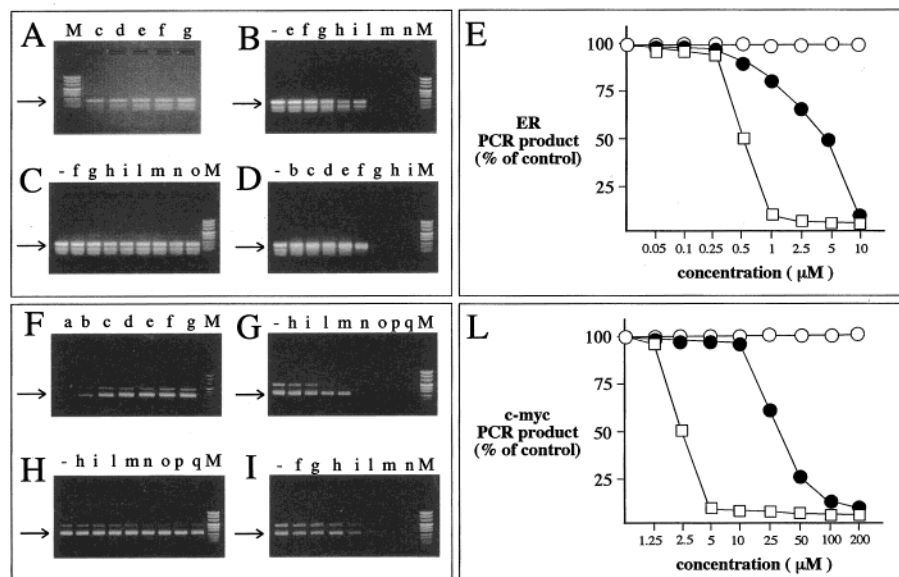 A
M c d e f g
B
- e f g h i l m n M
C
- f g h i l m n o M
D
- b c d e f g h i M
E
100
75
50
25
ER
PCR product
(% of control)
0.05 0.1 0.25 0.5 1 2.5 5 10
concentration ( μM)
F
a b c d e f g M
G
- h i l m n o p q M
H
- h i l m n o p q M
I
- f g h i l m n M
L
100
75
50
25
c-myc
PCR product
(% of control)
1.25 2.5 5 10 25 50 100 200
concentration ( μM)